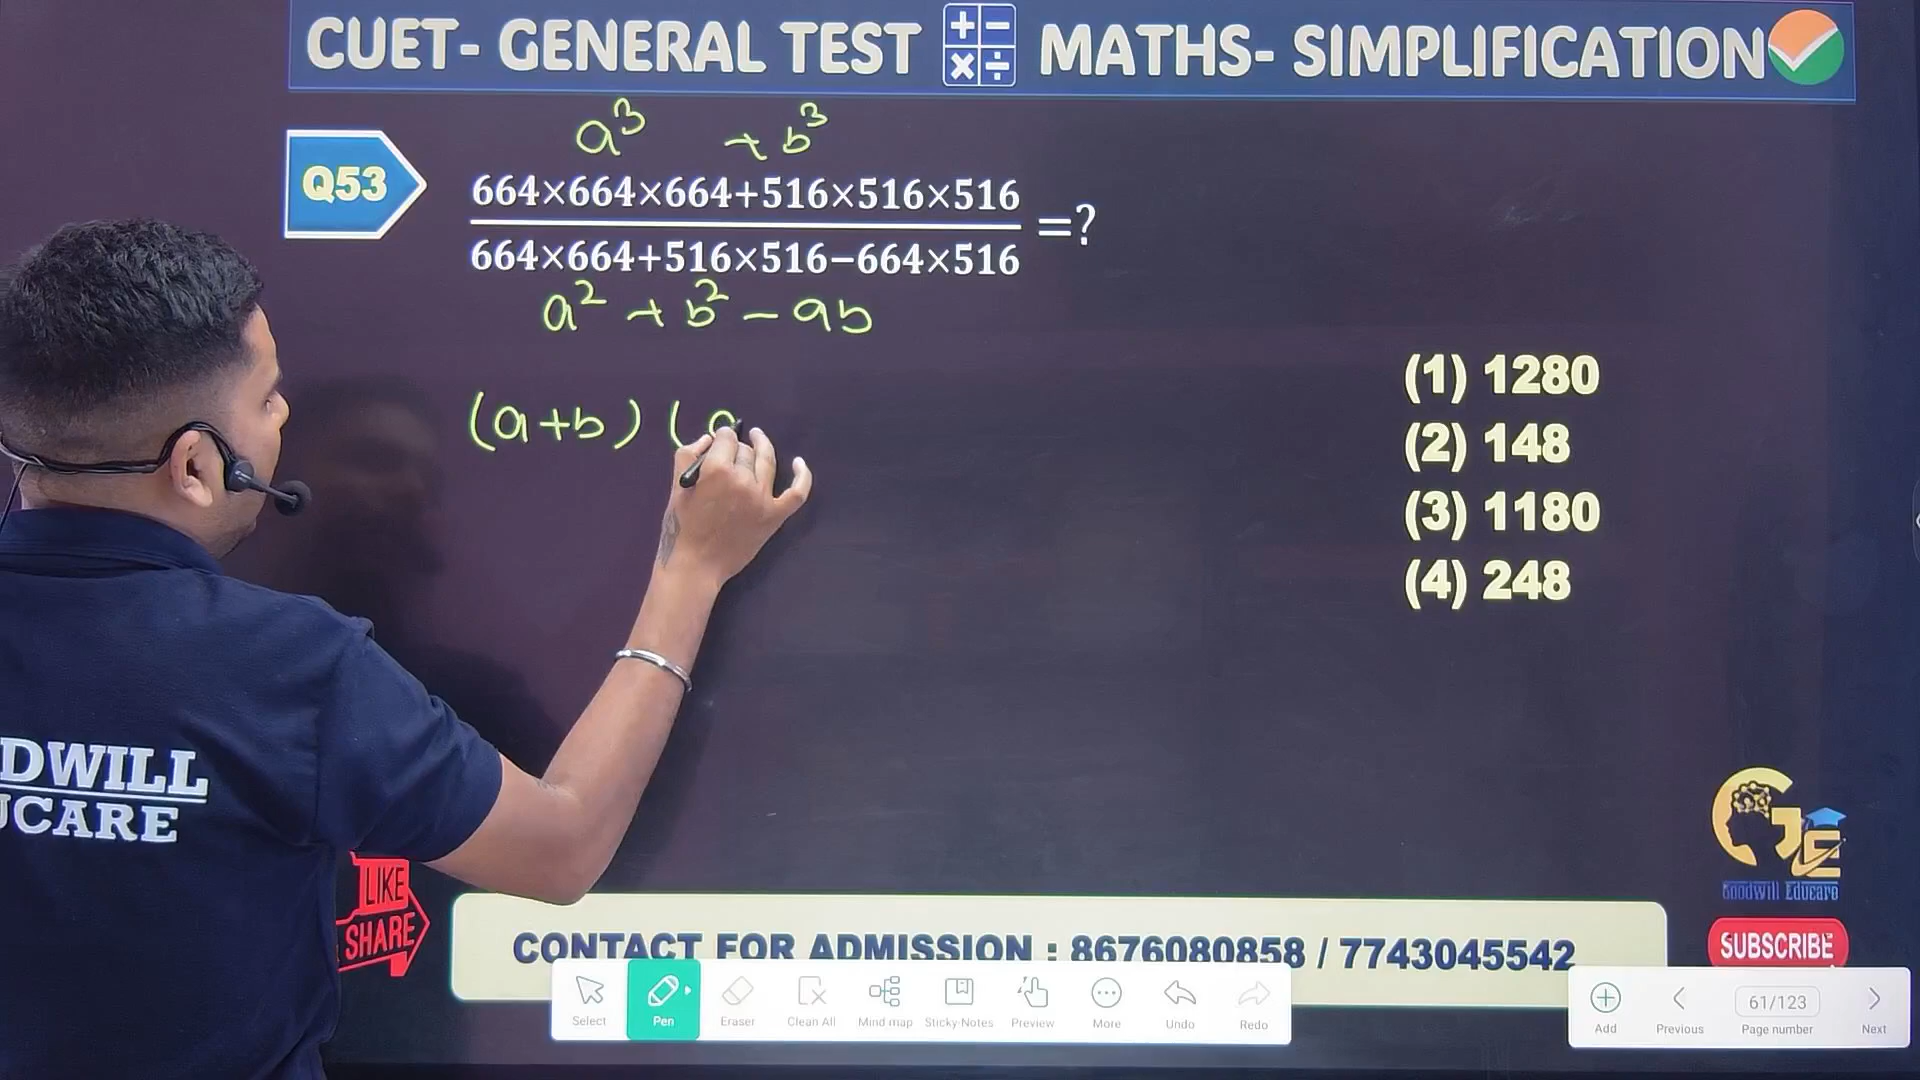 CUET- GENERAL TEST + − × ÷ MATHS- SIMPLIFICATION
a³ + b³
Q53
664×664×664+516×516×516
=?
664×664+516×516−664×516
a² + b² − ab
(1) 1280
(a+b) (a
(2) 148
(3) 1180
(4) 248
DWILL
UCARE
LIKE
SHARE
Goodwill Educare
SUBSCRIBE
CONTACT FOR ADMISSION : 8676080858 / 7743045542
Select
Pen
Eraser
Clean All
Mind map
Sticky-Notes
Preview
More
Undo
Redo
Add
Previous
61/123
Page number
Next